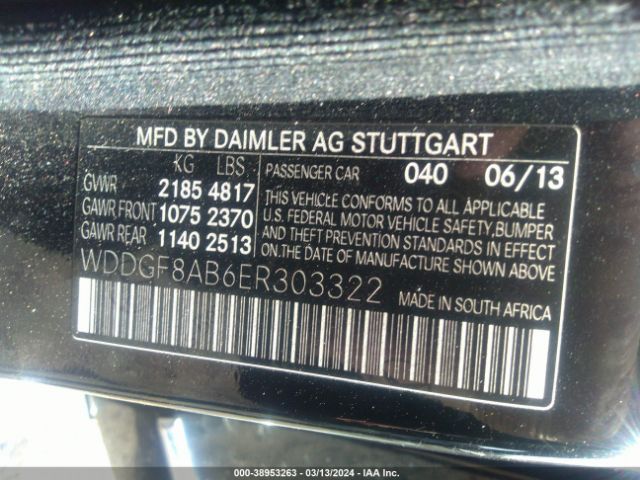 MFD BY DAIMLER AG STUTTGART
KG LBS
GVWR 2185 4817
GAWR FRONT 1075 2370
GAWR REAR 1140 2513
PASSENGER CAR 040 06/13
THIS VEHICLE CONFORMS TO ALL APPLICABLE
U.S. FEDERAL MOTOR VEHICLE SAFETY, BUMPER
AND THEFT PREVENTION STANDARDS IN EFFECT
ON.THE DATE OF MANUFACTURE SHOWN ABOVE
WDDGF8AB6ER303322
MADE IN SOUTH AFRICA
000-38953263 - 03/13/2024 - IAA Inc.